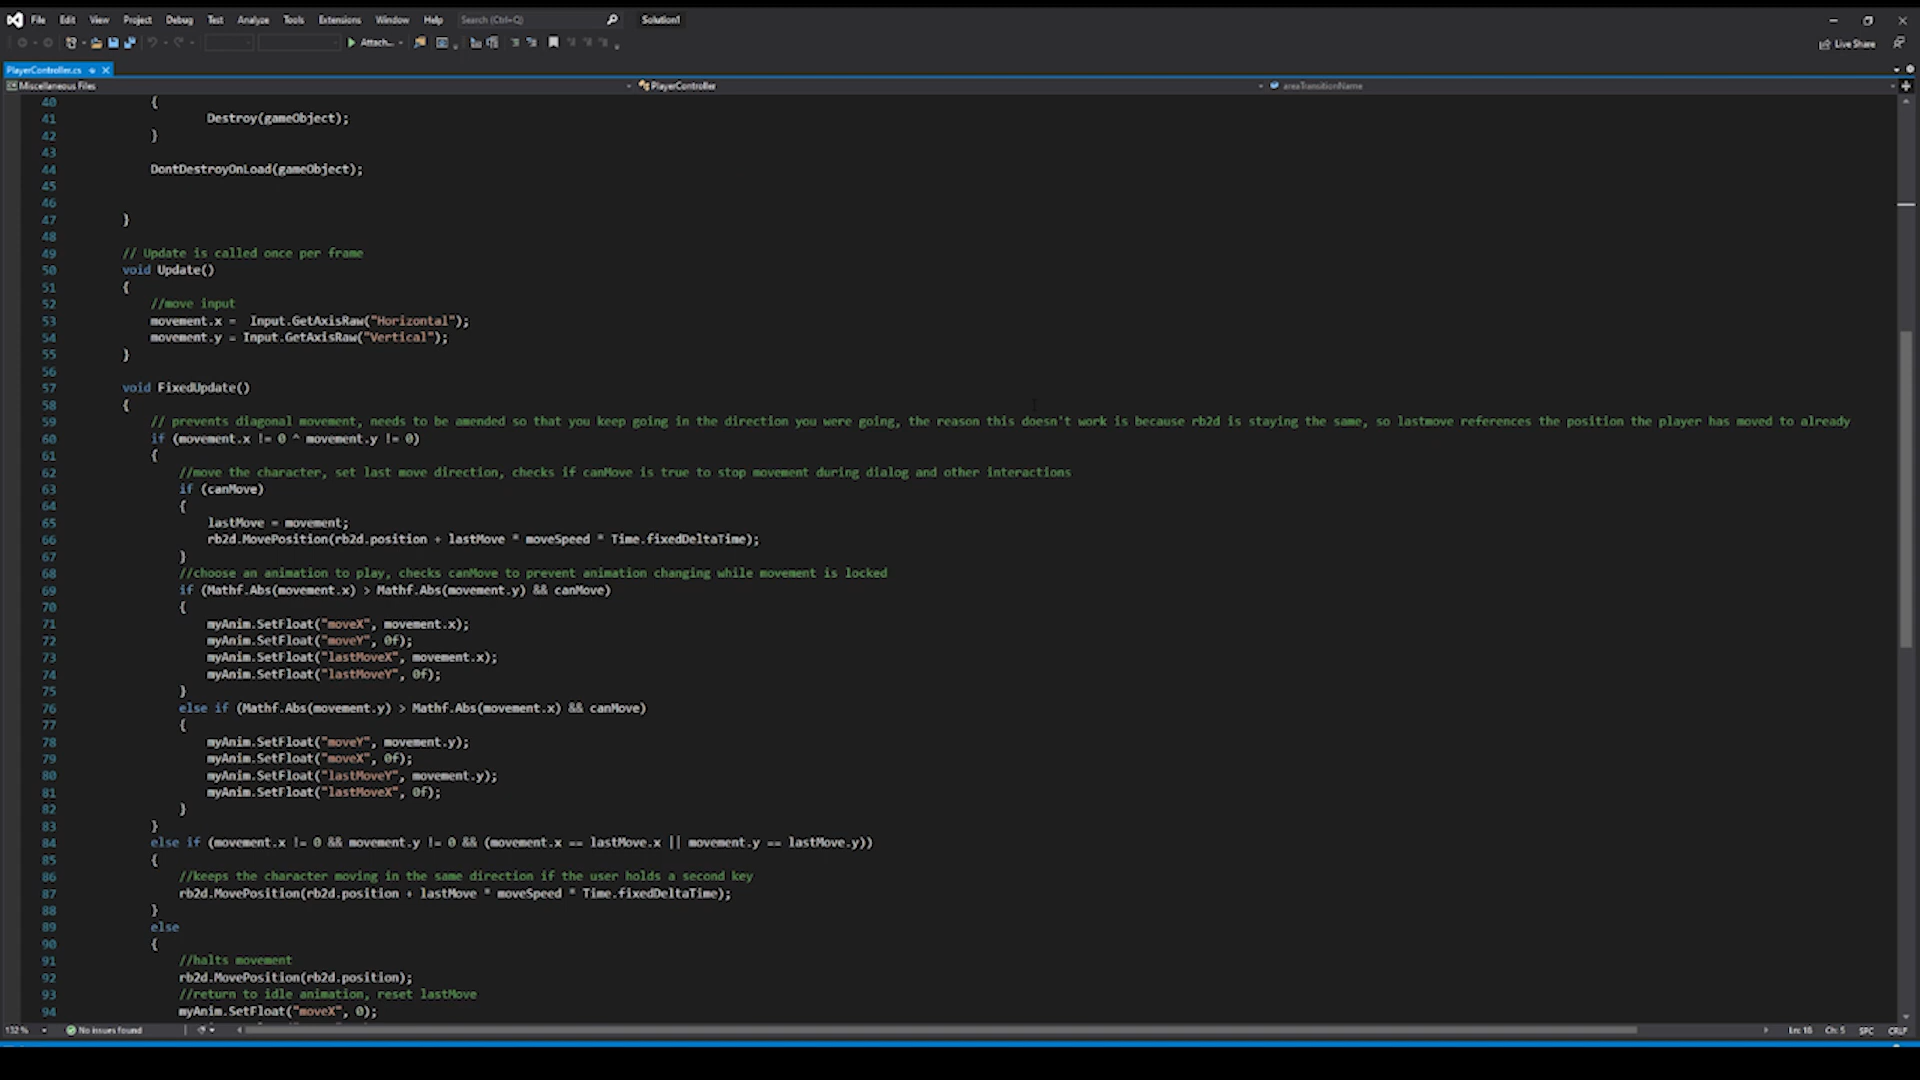 File Edit View Project Debug Test Analyze Tools Extensions Window Help Search (Ctrl+Q) Solution1
Attach... Live Share
PlayerController.cs
Miscellaneous Files PlayerController areaTransitionName
40 {
41 Destroy(gameObject);
42 }
43
44 DontDestroyOnLoad(gameObject);
45
46
47 }
48
49 // Update is called once per frame
50 void Update()
51 {
52 //move input
53 movement.x =  Input.GetAxisRaw("Horizontal");
54 movement.y = Input.GetAxisRaw("Vertical");
55 }
56
57 void FixedUpdate()
58 {
59 // prevents diagonal movement, needs to be amended so that you keep going in the direction you were going, the reason this doesn't work is because rb2d is staying the same, so lastmove references the position the player has moved to already
60 if (movement.x != 0 ^ movement.y != 0)
61 {
62 //move the character, set last move direction, checks if canMove is true to stop movement during dialog and other interactions
63 if (canMove)
64 {
65 lastMove = movement;
66 rb2d.MovePosition(rb2d.position + lastMove * moveSpeed * Time.fixedDeltaTime);
67 }
68 //choose an animation to play, checks canMove to prevent animation changing while movement is locked
69 if (Mathf.Abs(movement.x) > Mathf.Abs(movement.y) && canMove)
70 {
71 myAnim.SetFloat("moveX", movement.x);
72 myAnim.SetFloat("moveY", 0f);
73 myAnim.SetFloat("lastMoveX", movement.x);
74 myAnim.SetFloat("lastMoveY", 0f);
75 }
76 else if (Mathf.Abs(movement.y) > Mathf.Abs(movement.x) && canMove)
77 {
78 myAnim.SetFloat("moveY", movement.y);
79 myAnim.SetFloat("moveX", 0f);
80 myAnim.SetFloat("lastMoveY", movement.y);
81 myAnim.SetFloat("lastMoveX", 0f);
82 }
83 }
84 else if (movement.x != 0 && movement.y != 0 && (movement.x == lastMove.x || movement.y == lastMove.y))
85 {
86 //keeps the character moving in the same direction if the user holds a second key
87 rb2d.MovePosition(rb2d.position + lastMove * moveSpeed * Time.fixedDeltaTime);
88 }
89 else
90 {
91 //halts movement
92 rb2d.MovePosition(rb2d.position);
93 //return to idle animation, reset lastMove
94 myAnim.SetFloat("moveX", 0);
132 % No issues found Ln: 16 Ch: 5 SPC CRLF